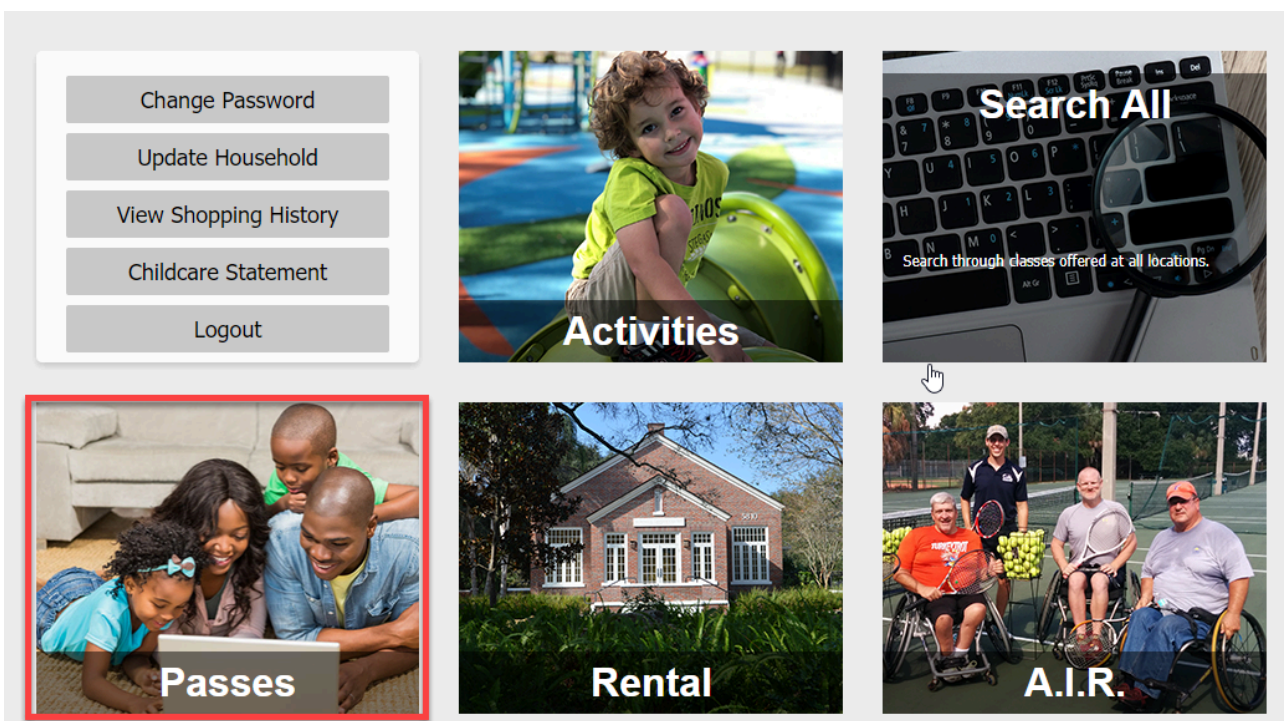 Change Password
Update Household
View Shopping History
Childcare Statement
Logout
Activities
Search All
Search through classes offered at all locations.
Passes
5810
Rental
A.I.R.